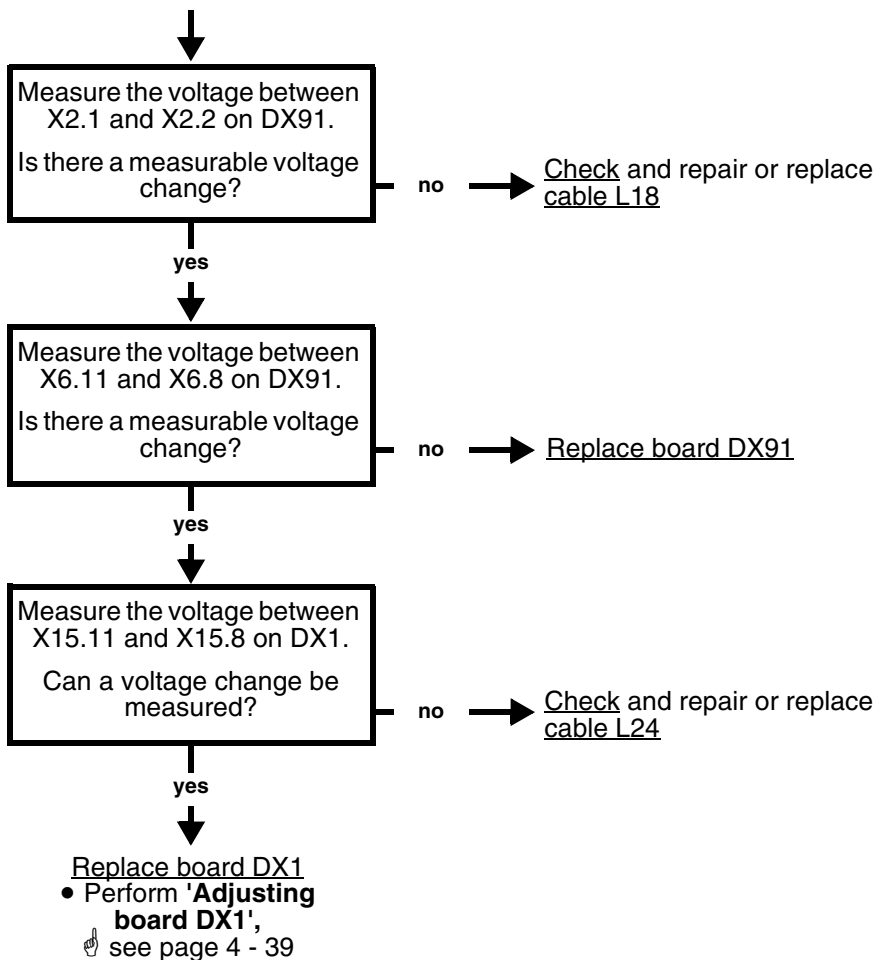 Measure the voltage between
X2.1 and X2.2 on DX91.
Is there a measurable voltage
change?
no
Check and repair or replace
cable L18
yes
Measure the voltage between
X6.11 and X6.8 on DX91.
Is there a measurable voltage
change?
no
Replace board DX91
yes
Measure the voltage between
X15.11 and X15.8 on DX1.
Can a voltage change be
measured?
no
Check and repair or replace
cable L24
yes
Replace board DX1
• Perform 'Adjusting
board DX1',
☝ see page 4 - 39